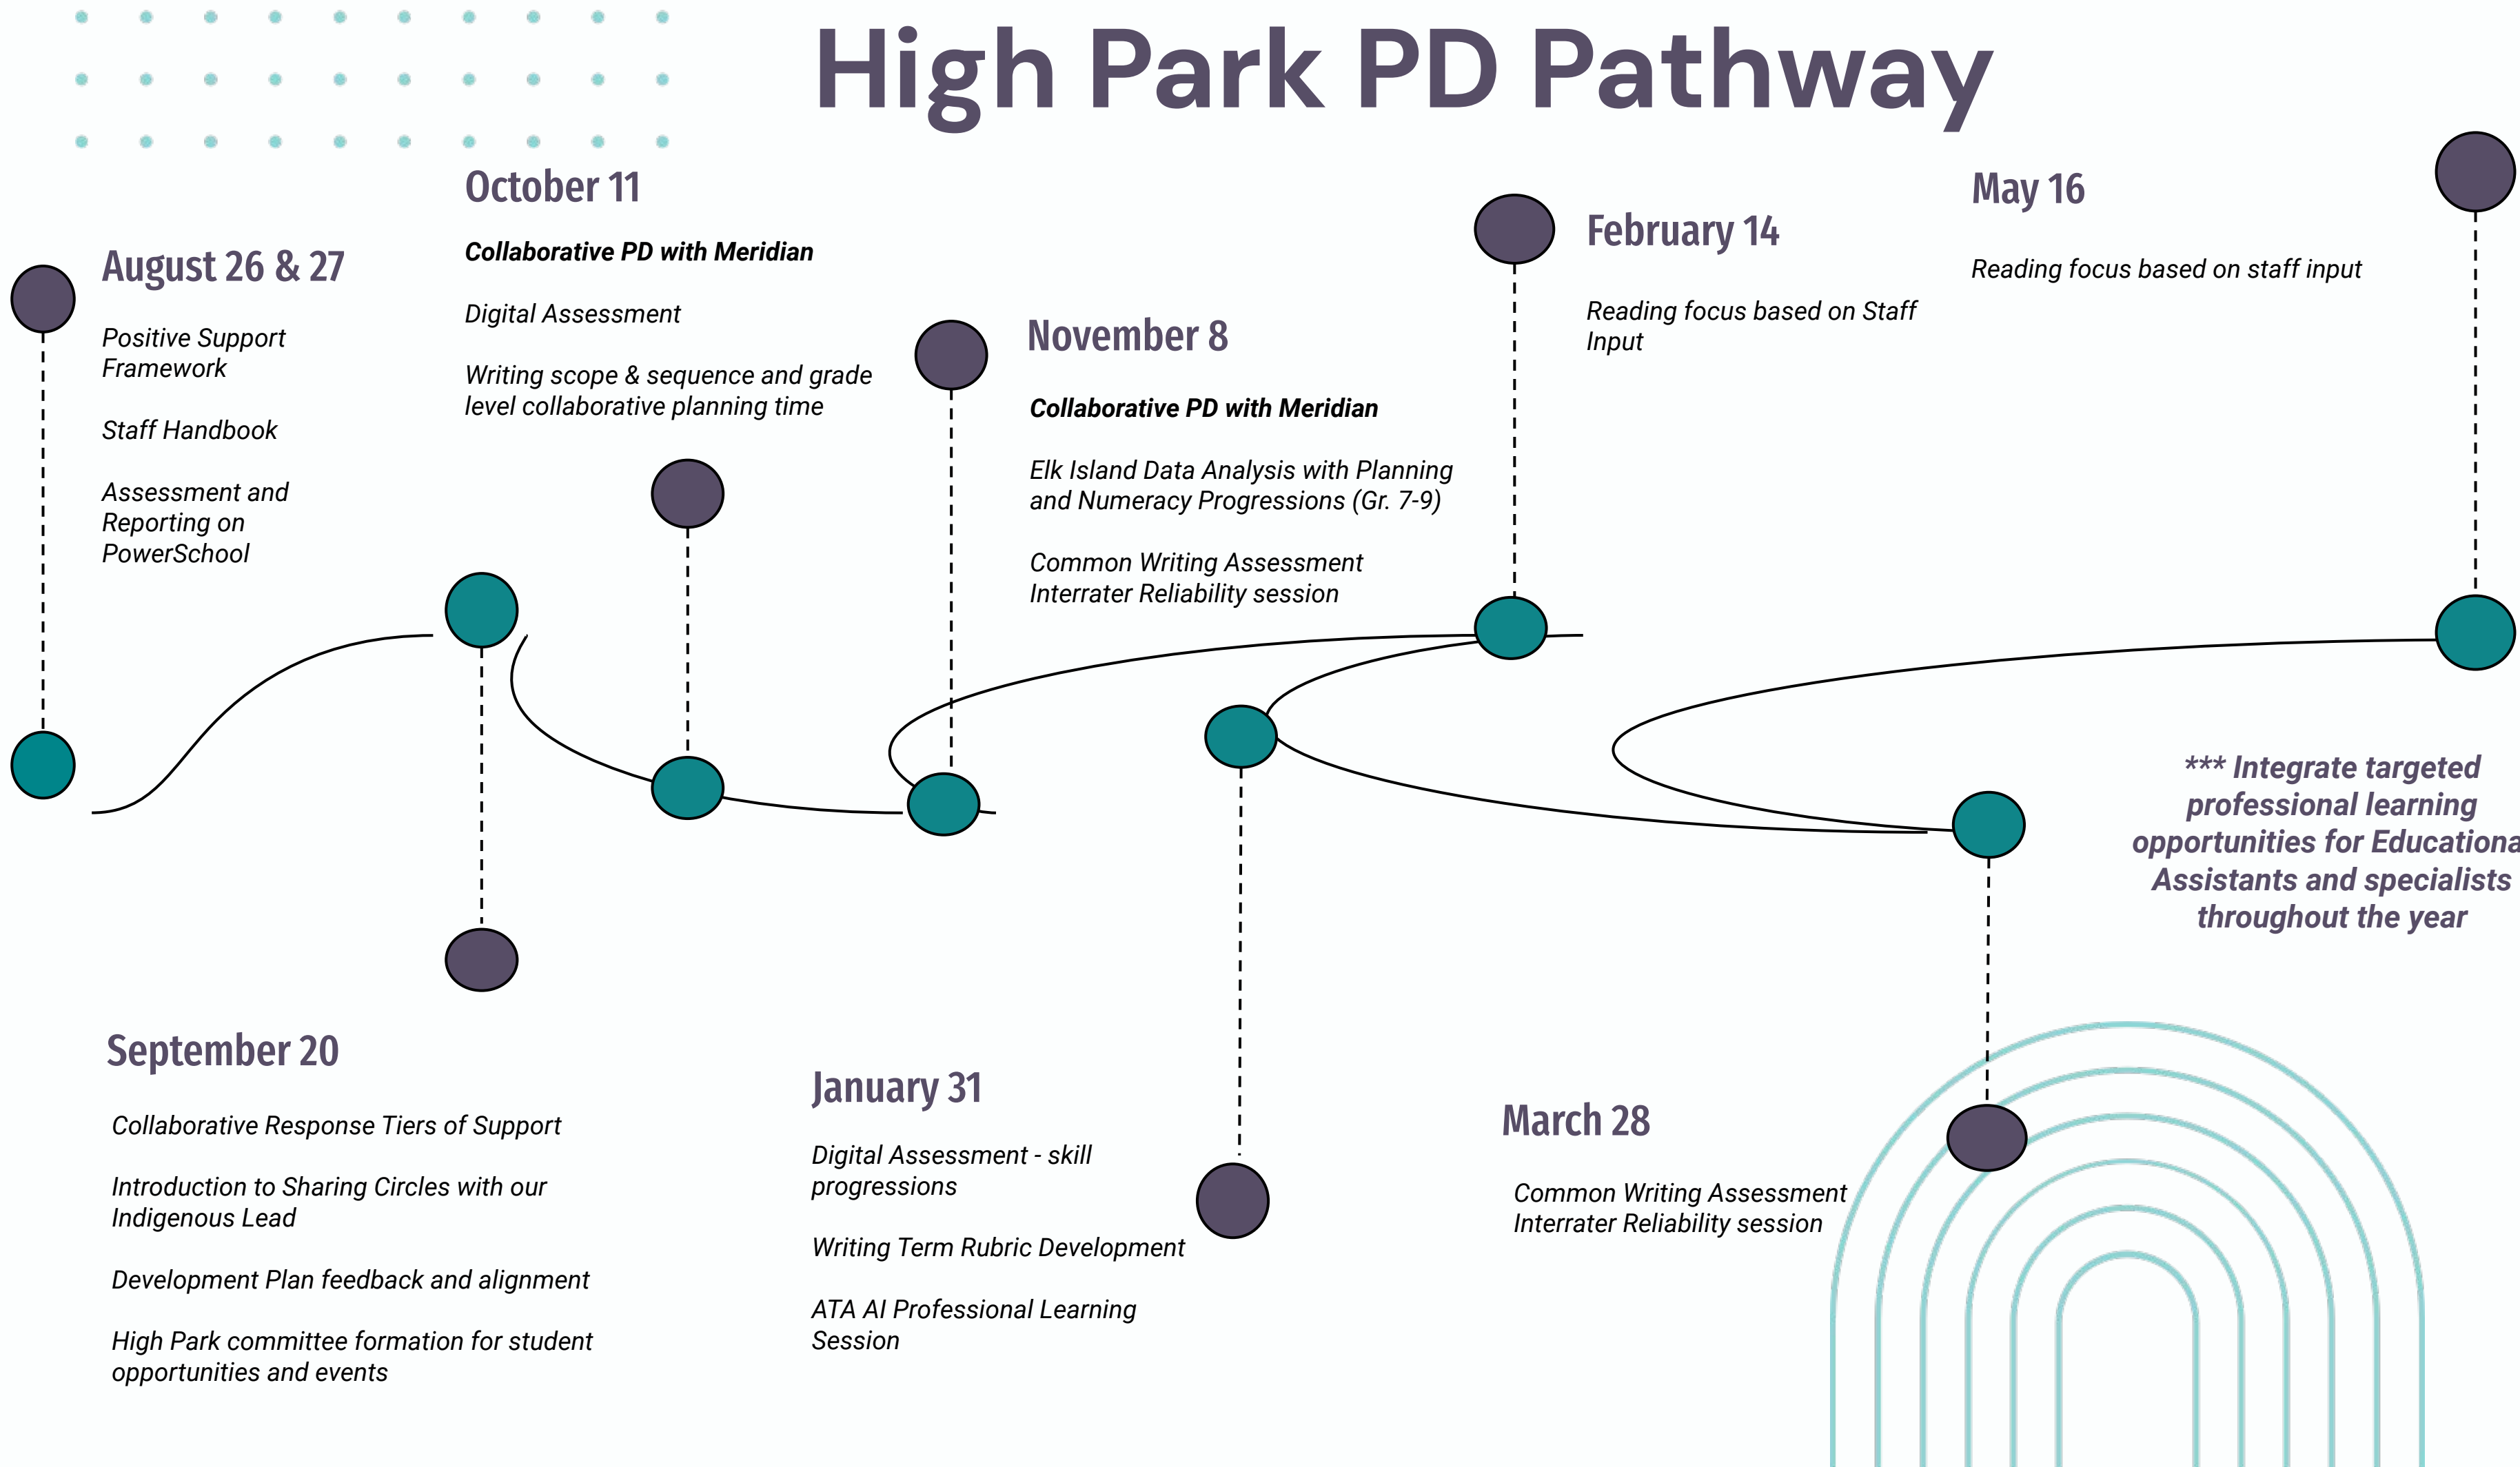 High Park PD Pathway
August 26 & 27
Positive Support
Framework
Staff Handbook
Assessment and
Reporting on
PowerSchool
September 20
Collaborative Response Tiers of Support
Introduction to Sharing Circles with our
Indigenous Lead
Development Plan feedback and alignment
High Park committee formation for student
opportunities and events
October 11
Collaborative PD with Meridian
Digital Assessment
Writing scope & sequence and grade
level collaborative planning time
November 8
Collaborative PD with Meridian
Elk Island Data Analysis with Planning
and Numeracy Progressions (Gr. 7-9)
Common Writing Assessment
Interrater Reliability session
January 31
Digital Assessment - skill
progressions
Writing Term Rubric Development
ATA AI Professional Learning
Session
February 14
Reading focus based on Staff
Input
March 28
Common Writing Assessment
Interrater Reliability session
May 16
Reading focus based on staff input
*** Integrate targeted
professional learning
opportunities for Educationa
Assistants and specialists
throughout the year